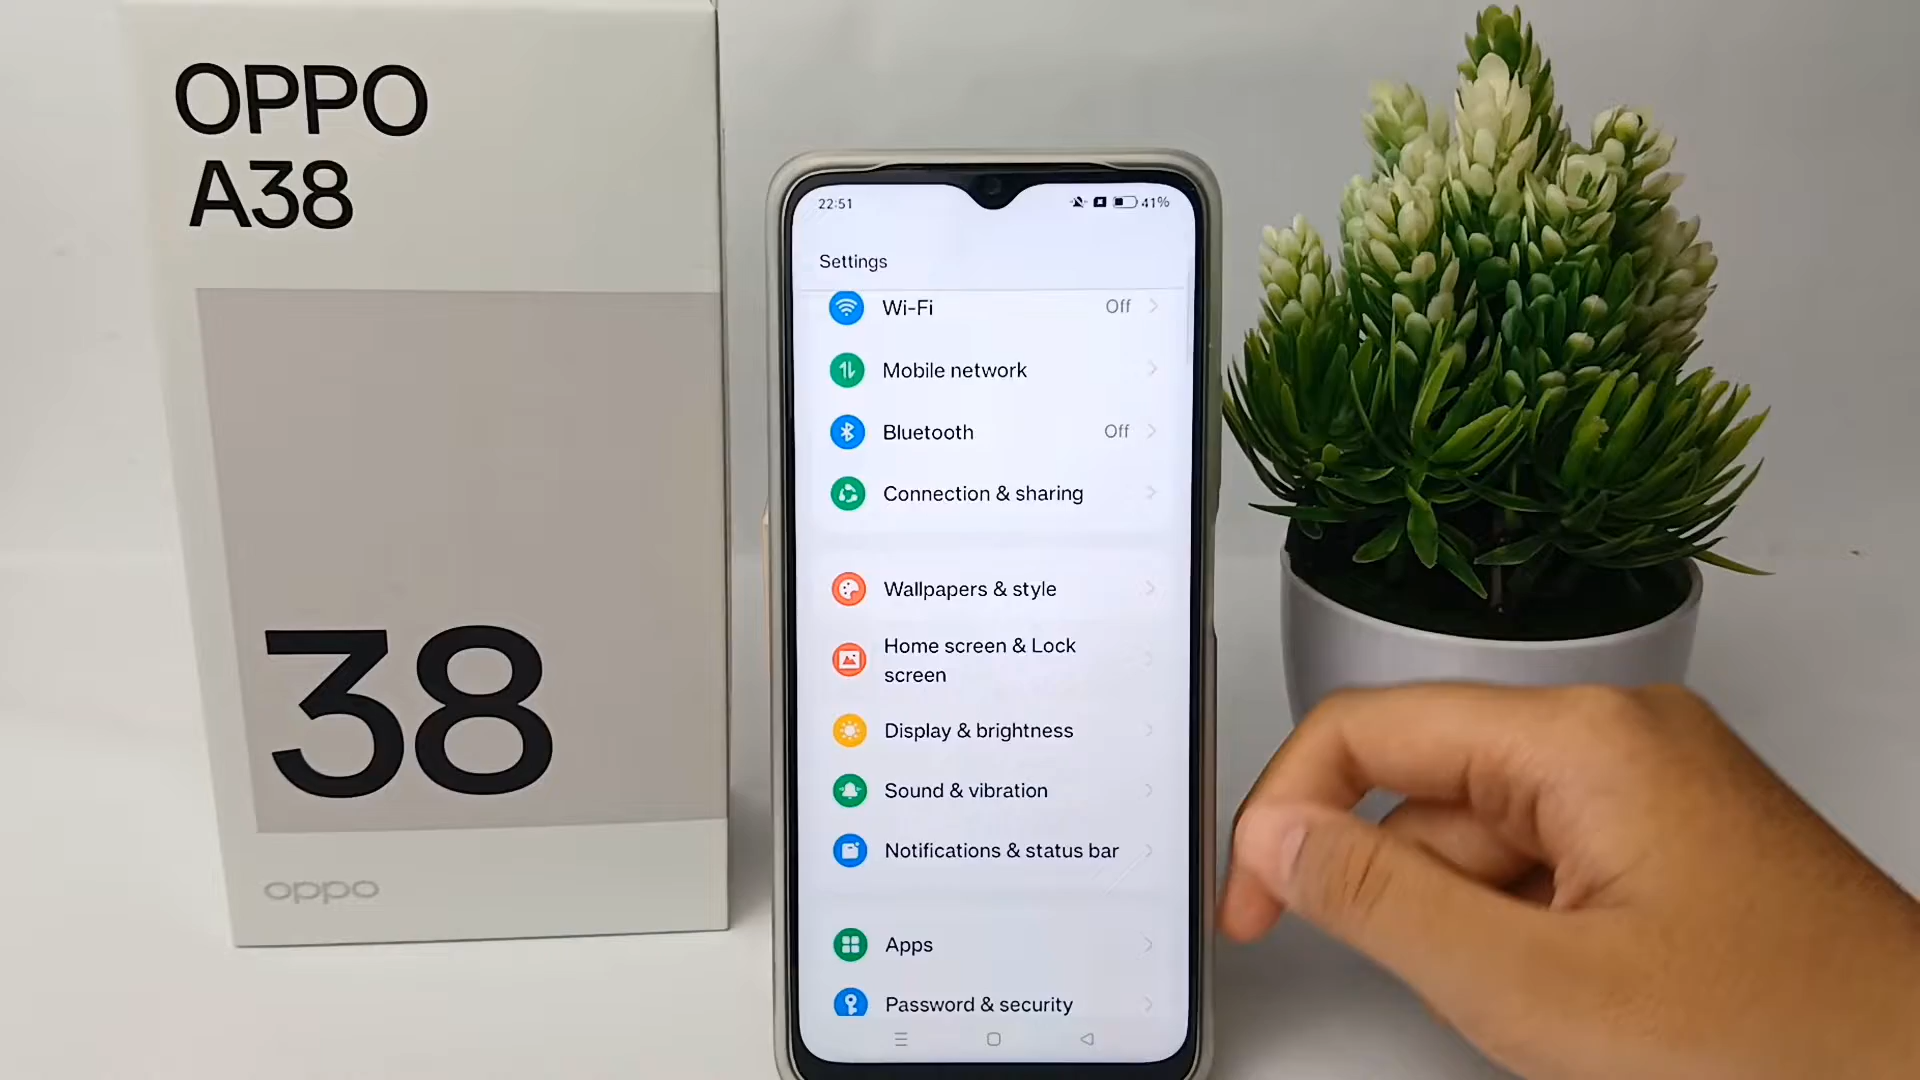 OPPO
A38
38
oppo
22:51
41%
Settings
Wi-Fi Off
Mobile network
Bluetooth Off
Connection & sharing
Wallpapers & style
Home screen & Lock
screen
Display & brightness
Sound & vibration
Notifications & status bar
Apps
Password & security